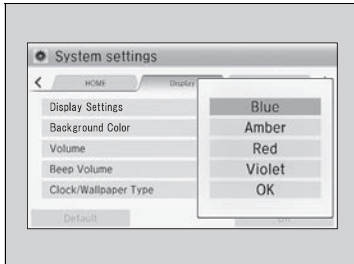 System settings
HOME
Display
Display Settings
Background Color
Volume
Beep Volume
Clock/Wallpaper Type
Blue
Amber
Red
Violet
OK
Default
OK